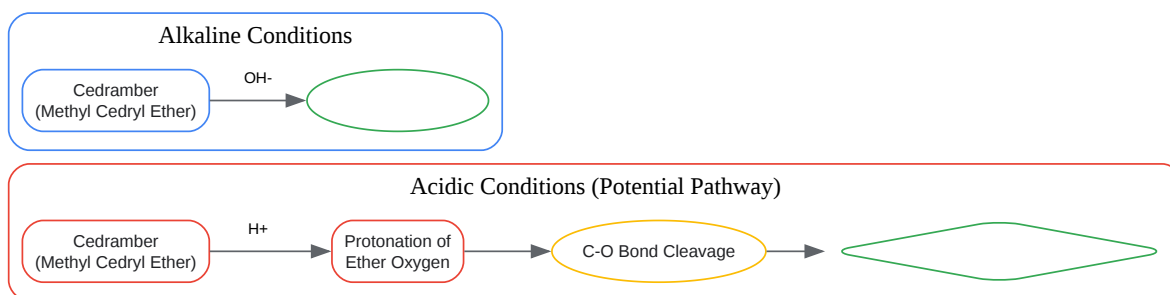 Alkaline Conditions
Cedramber
(Methyl Cedryl Ether)
OH-
Acidic Conditions (Potential Pathway)
Cedramber
(Methyl Cedryl Ether)
H+
Protonation of
Ether Oxygen
C-O Bond Cleavage